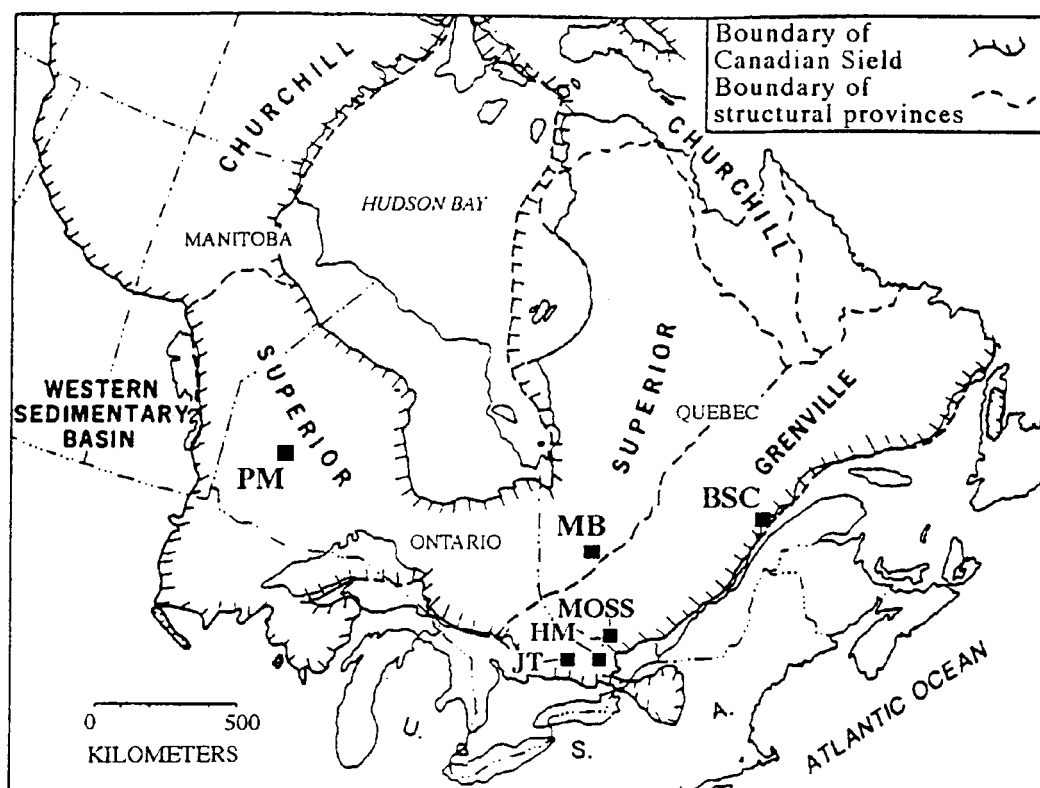 Boundary of
Canadian Sield
Boundary of
structural provinces
CHURCHILL
CHURCHILL
HUDSON BAY
MANITOBA
SUPERIOR
SUPERIOR
WESTERN
SEDIMENTARY
BASIN
QUEBEC
GRENVILLE
PM
BSC
MB
ONTARIO
MOSS
HM
JT
0 500
KILOMETERS
U. S. A.
ATLANTIC OCEAN